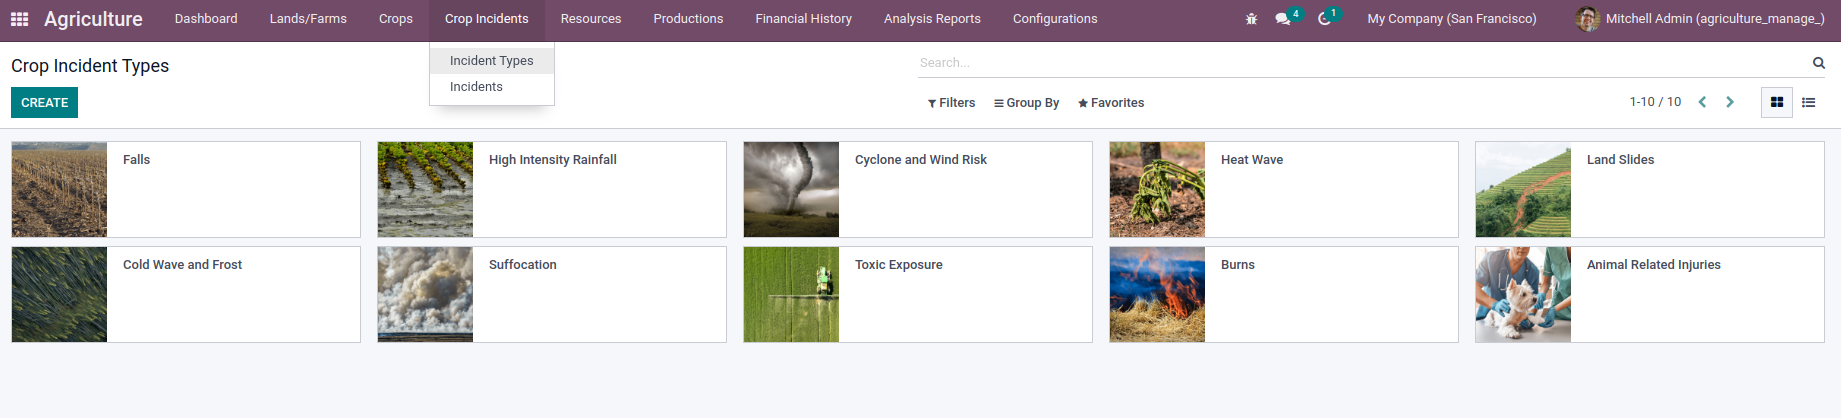 Agriculture Dashboard Lands/Farms Crops Crop Incidents Resources Productions Financial History Analysis Reports Configurations 4 1 My Company (San Francisco) Mitchell Admin (agriculture_manage_)
Incident Types
Incidents
Crop Incident Types
Search...
CREATE
Filters Group By Favorites 1-10 / 10
Falls High Intensity Rainfall Cyclone and Wind Risk Heat Wave Land Slides
Cold Wave and Frost Suffocation Toxic Exposure Burns Animal Related Injuries